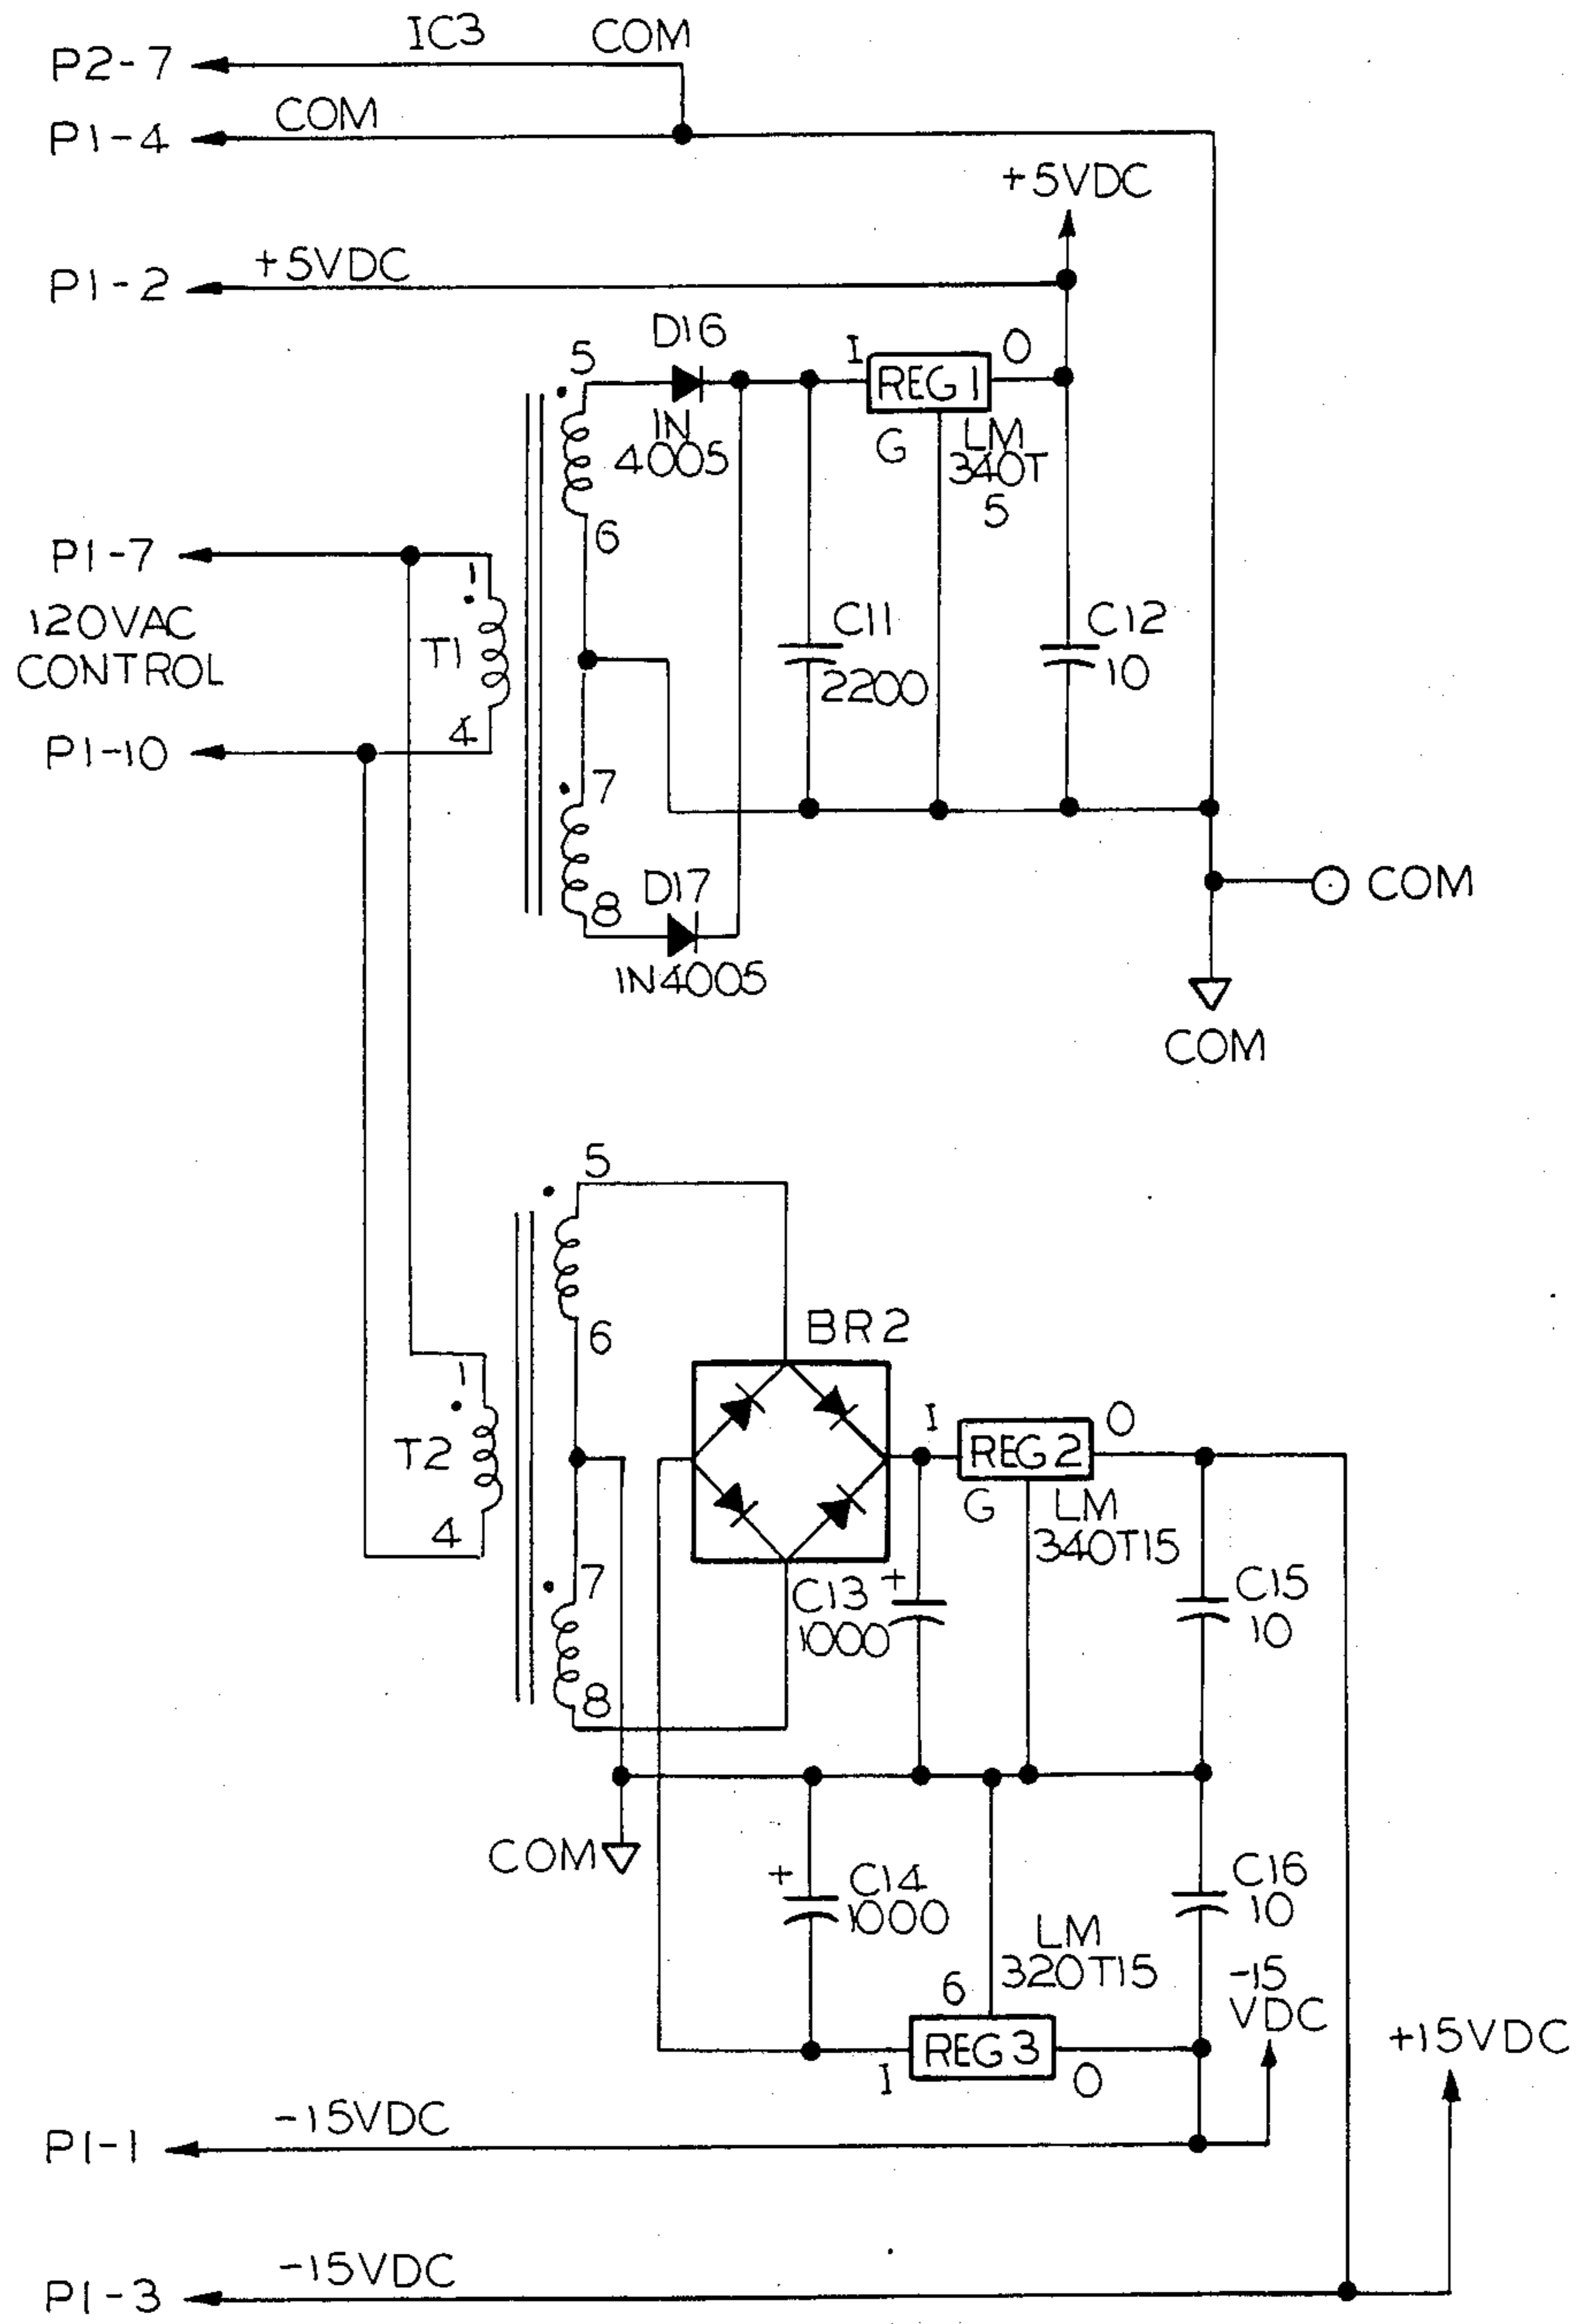 IC3 COM
P2-7
COM
P1-4
+5VDC
+5VDC
P1-2
D16
5
I
O
REG 1
IN
4005
G
LM
340T
5
6
P1-7
1
120VAC
CONTROL
T1
C11
2200
C12
10
4
P1-10
7
D17
8
COM
IN4005
COM
5
BR2
6
1
T2
I
O
REG 2
G
LM
340T15
4
7
C13
+
1000
C15
10
8
COM
+
C14
1000
C16
10
LM
320T15
-15
VDC
6
REG 3
I
O
+15VDC
-15VDC
P1-1
-15VDC
P1-3